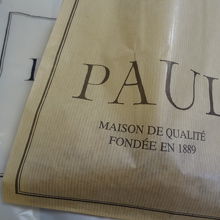 PAUL
MAISON DE QUALITÉ
FONDÉE EN 1889